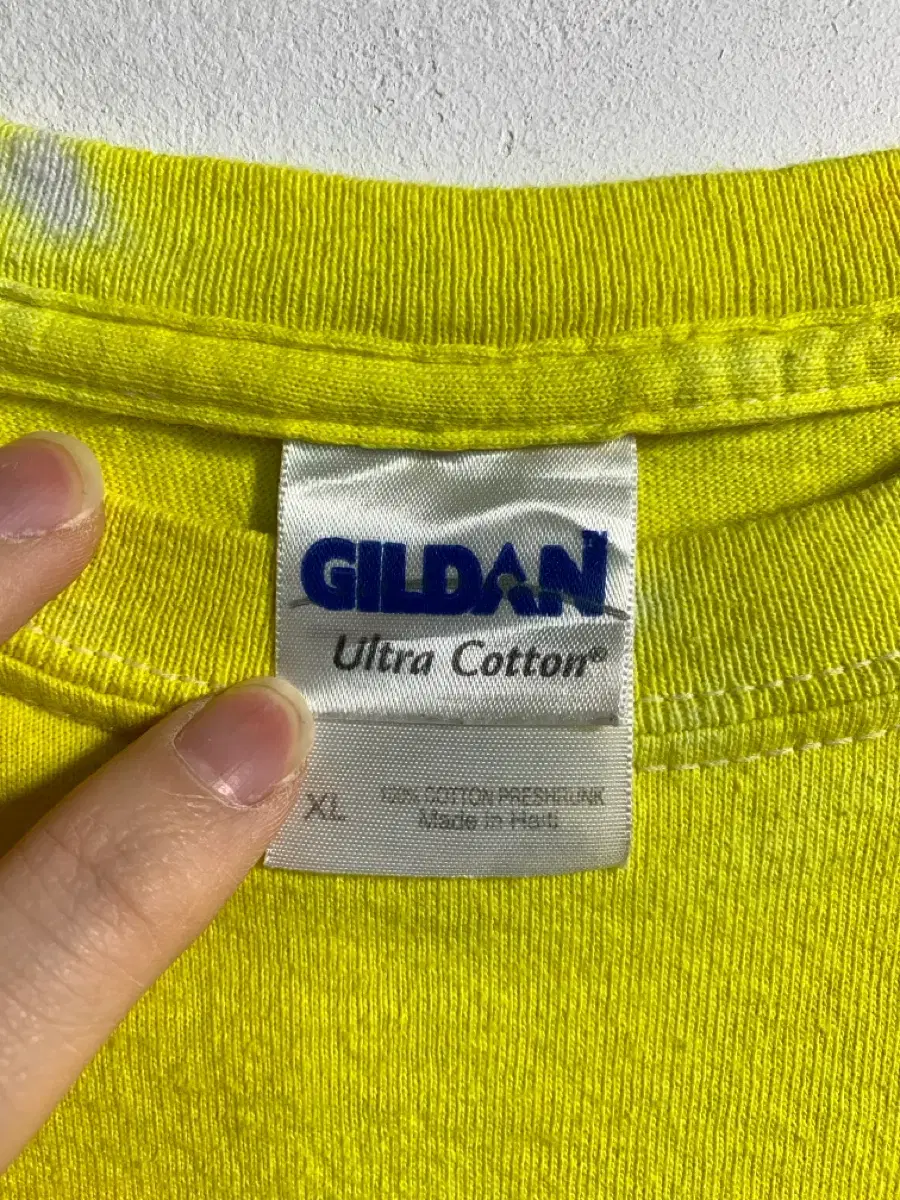 GILDAN
Ultra Cotton®
XL
100% COTTON PRESHRUNK
Made in Haiti